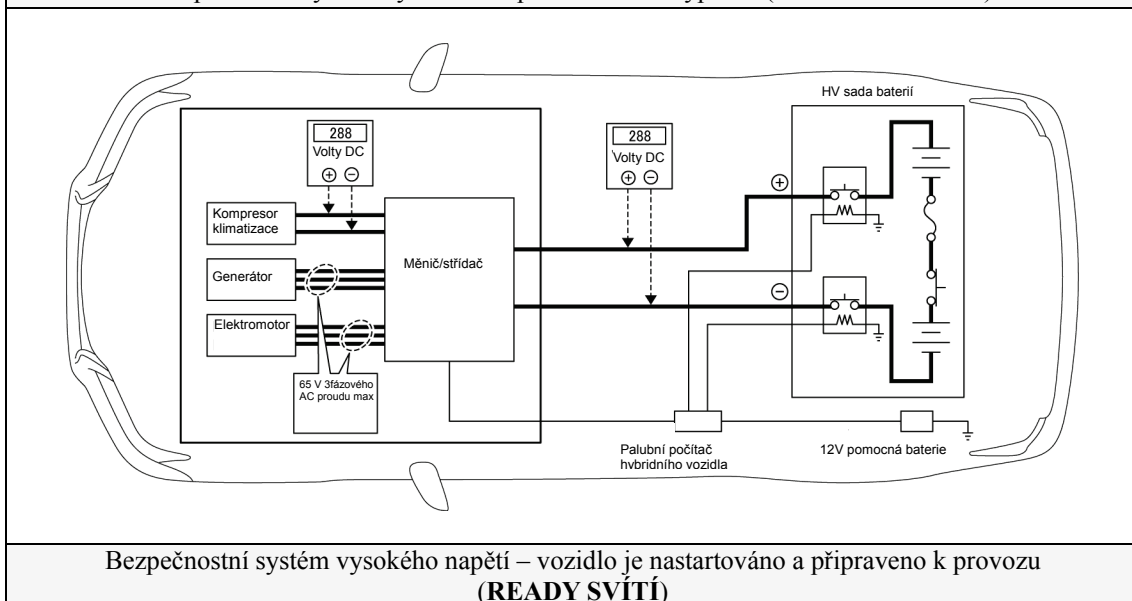 HV sada baterií
288
Volty DC
288
Volty DC
Kompresor
klimatizace
Generátor
Měnič/střídač
Elektromotor
65 V 3fázového
AC proudu max
Palubní počítač
hybridního vozidla
12V pomocná baterie
Bezpečnostní systém vysokého napětí – vozidlo je nastartováno a připraveno k provozu
(READY SVÍTÍ)